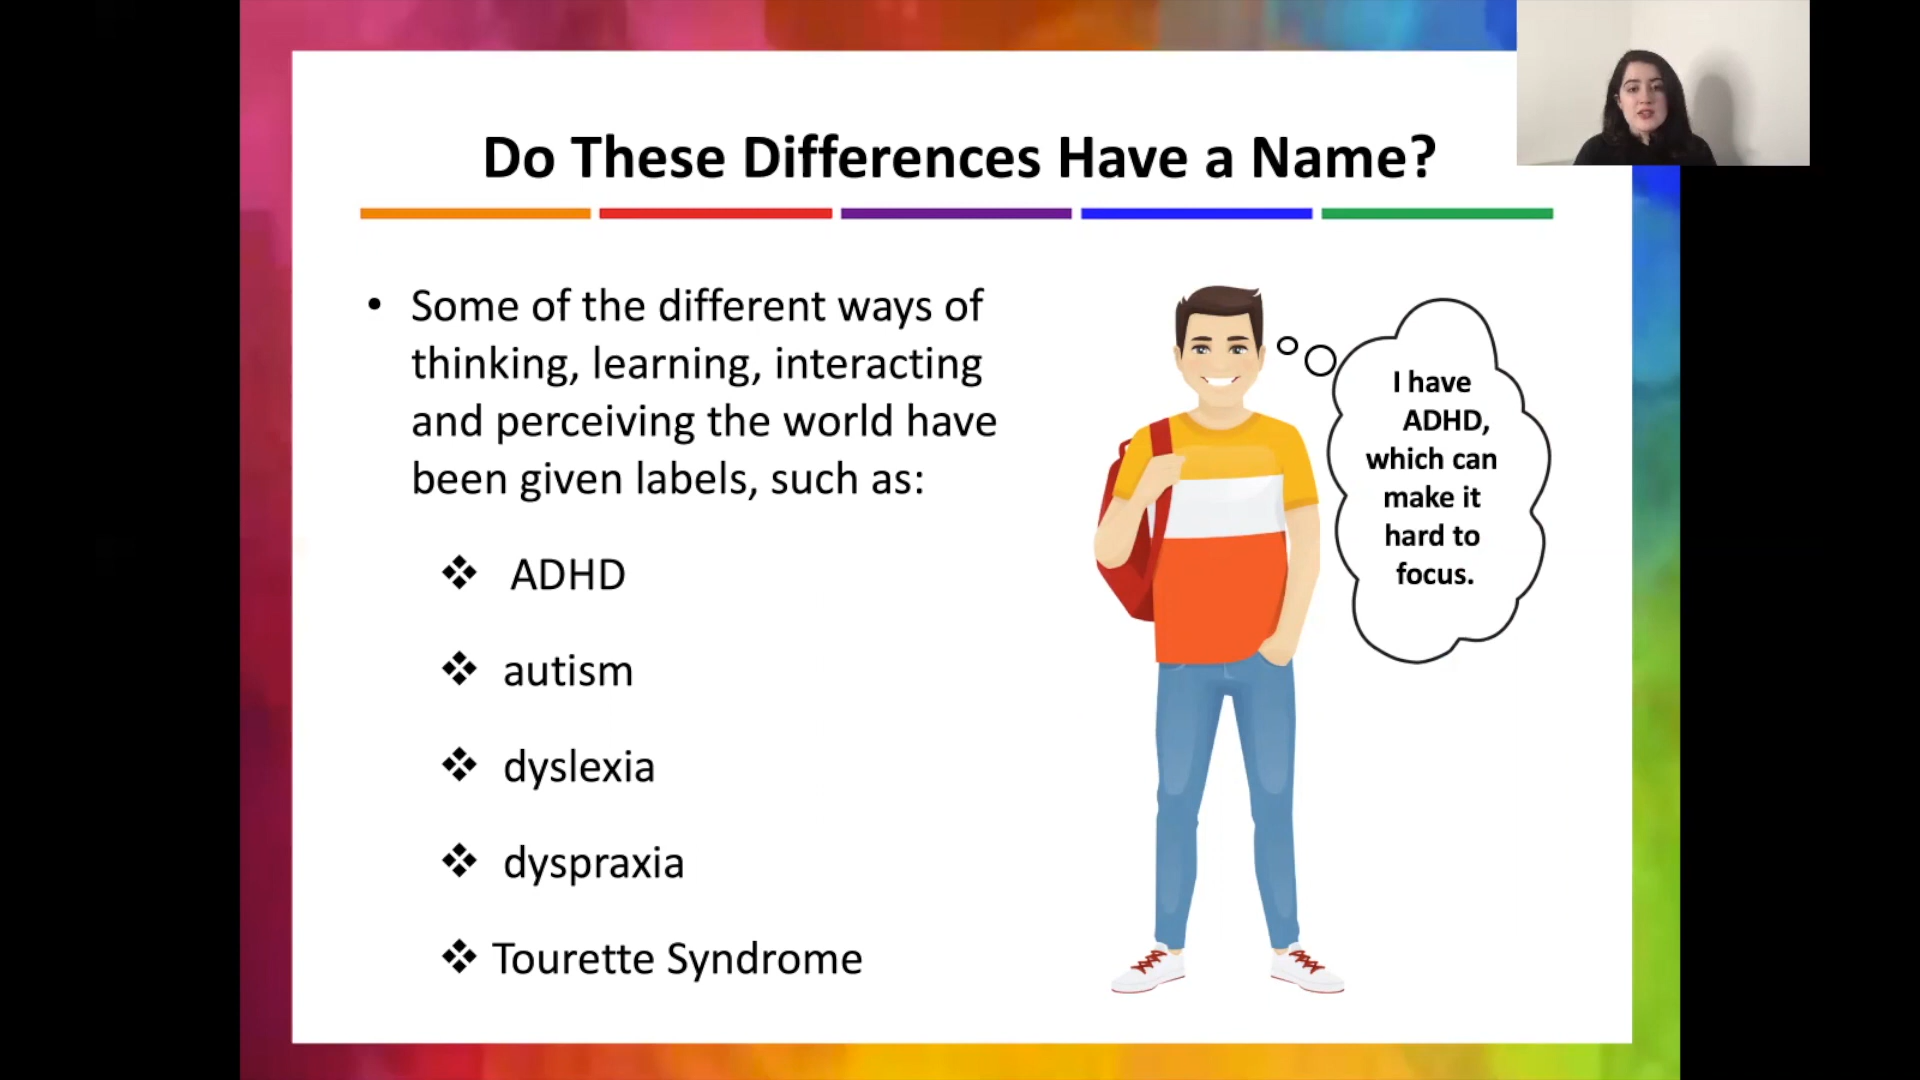 Do These Differences Have a Name?
• Some of the different ways of
thinking, learning, interacting
and perceiving the world have
been given labels, such as:
❖ ADHD
❖ autism
❖ dyslexia
❖ dyspraxia
❖ Tourette Syndrome
I have
ADHD,
which can
make it
hard to
focus.